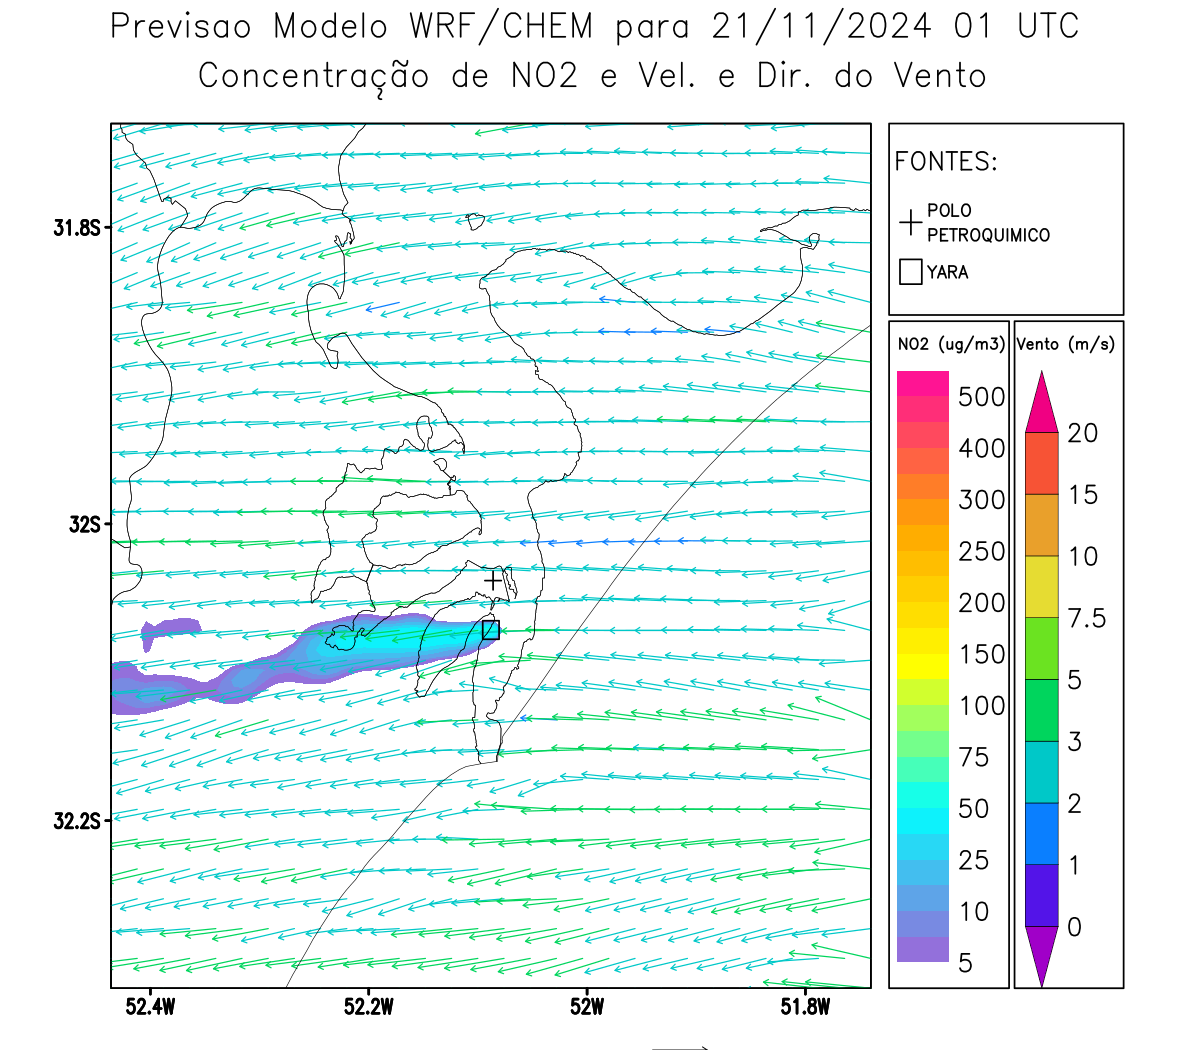 Previsao Modelo WRF/CHEM para 21/11/2024 01 UTC
Concentração de NO2 e Vel. e Dir. do Vento
FONTES:
POLO
PETROQUIMICO
YARA
NO2 (ug/m3)
500
400
300
250
200
150
100
75
50
25
10
5
Vento (m/s)
20
15
10
7.5
5
3
2
1
0
31.8S
32S
32.2S
52.4W
52.2W
52W
51.8W